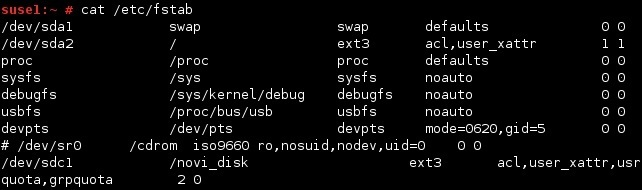 suse1:~ # cat /etc/fstab
/dev/sda1 swap swap defaults 0 0
/dev/sda2 / ext3 acl,user_xattr 1 1
proc /proc proc defaults 0 0
sysfs /sys sysfs noauto 0 0
debugfs /sys/kernel/debug debugfs noauto 0 0
usbfs /proc/bus/usb usbfs noauto 0 0
devpts /dev/pts devpts mode=0620,gid=5 0 0
# /dev/sr0 /cdrom iso9660 ro,nosuid,nodev,uid=0 0 0
/dev/sdc1 /novi_disk ext3 acl,user_xattr,usr
quota,grpquota 2 0